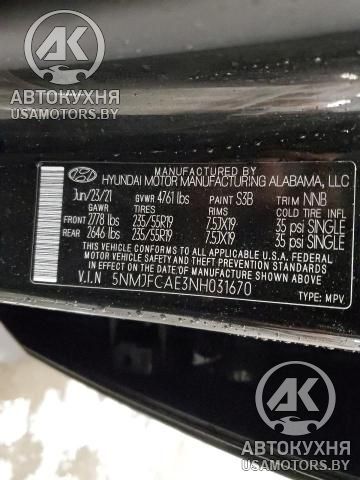 AK
АВТОКУХНЯ
USAMOTORS.BY
MANUFACTURED BY
HYUNDAI MOTOR MANUFACTURING ALABAMA, LLC
Jun/23/21 GVWR 4761 lbs PAINT S3B TRIM NNB
GAWR TIRES RIMS COLD TIRE INFL
FRONT 2778 lbs 235/55R19 7.5JX19 35 psi SINGLE
REAR 2646 lbs 235/55R19 7.5JX19 35 psi SINGLE
THIS VEHICLE CONFORMS TO ALL APPLICABLE U.S.A. FEDERAL
MOTOR VEHICLE SAFETY AND THEFT PREVENTION STANDARDS
IN EFFECT ON THE DATE OF MANUFACTURE SHOWN ABOVE.
V.I.N 5NMJFCAE3NH031670
TYPE: MPV
AK
АВТОКУХНЯ
USAMOTORS.BY